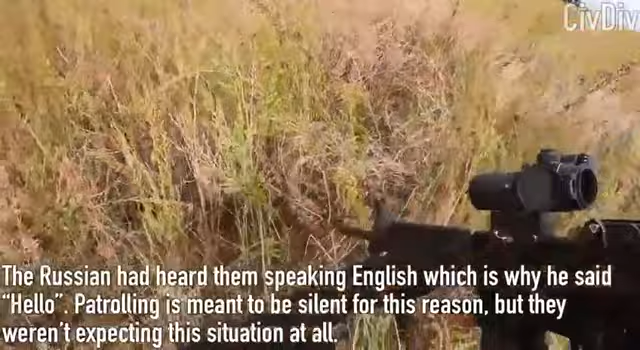 CivDiv
The Russian had heard them speaking English which is why he said
“Hello”. Patrolling is meant to be silent for this reason, but they
weren’t expecting this situation at all.